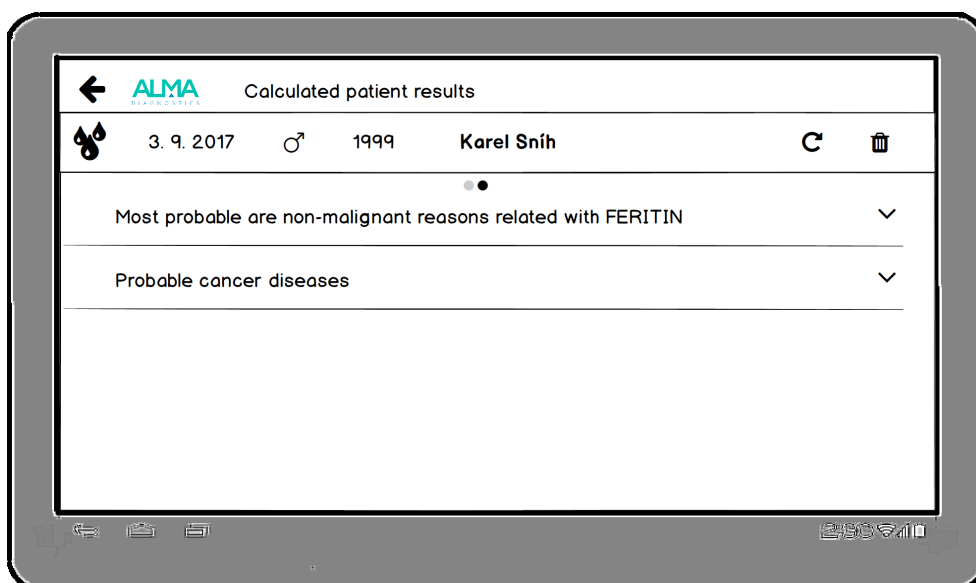 ALMA Calculated patient results
DIAGNOSTICS
3. 9. 2017 1999 Karel Sníh
Most probable are non-malignant reasons related with FERITIN
Probable cancer diseases